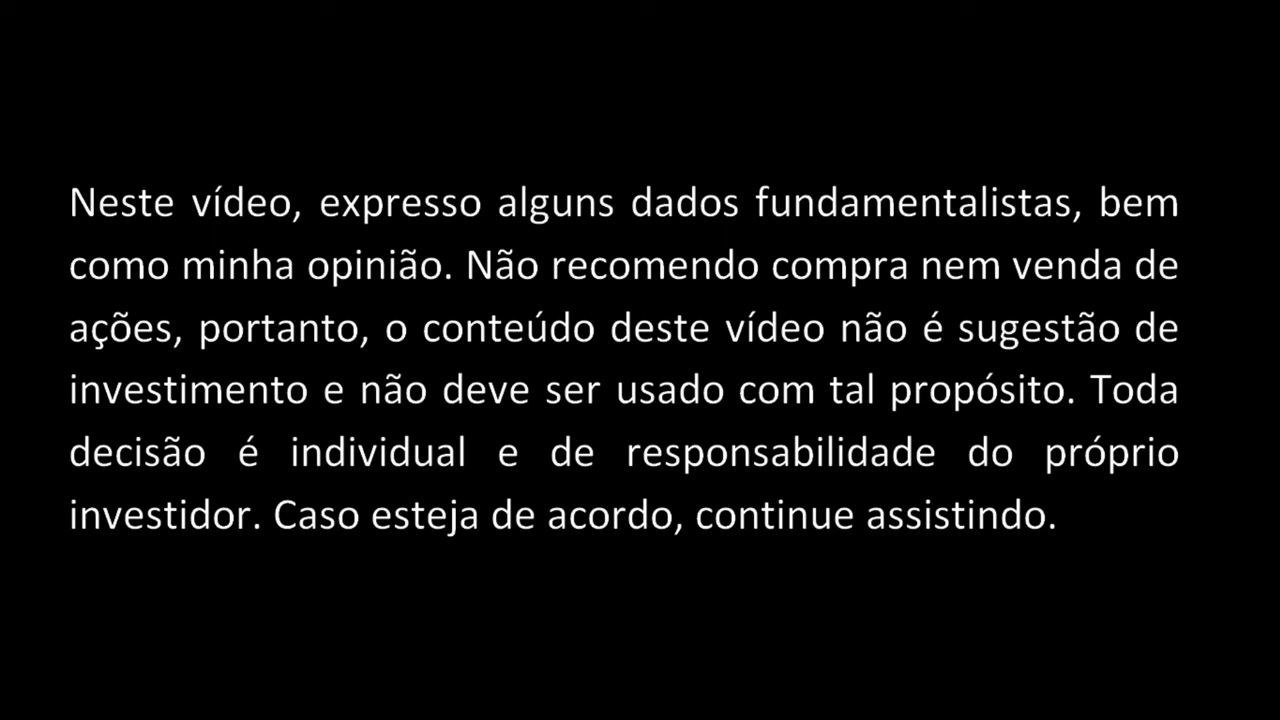 Neste vídeo, expresso alguns dados fundamentalistas, bem
como minha opinião. Não recomendo compra nem venda de
ações, portanto, o conteúdo deste vídeo não é sugestão de
investimento e não deve ser usado com tal propósito. Toda
decisão é individual e de responsabilidade do próprio
investidor. Caso esteja de acordo, continue assistindo.